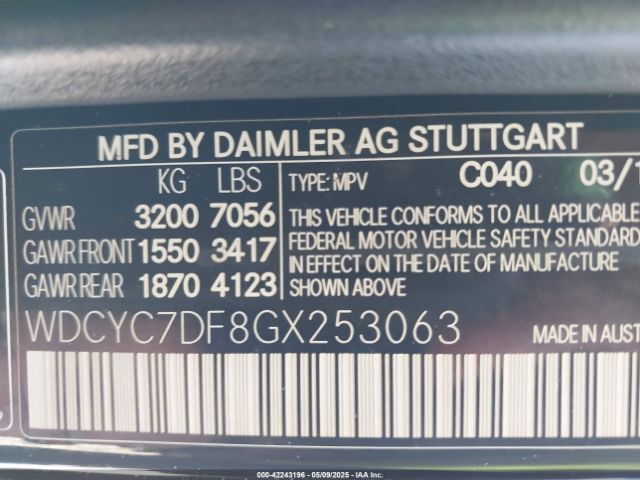 MFD BY DAIMLER AG STUTTGART
KG LBS TYPE: MPV C040 03/1
GVWR 3200 7056 THIS VEHICLE CONFORMS TO ALL APPLICABLE
GAWR FRONT 1550 3417 FEDERAL MOTOR VEHICLE SAFETY STANDARD
GAWR REAR 1870 4123 IN EFFECT ON THE DATE OF MANUFACTURE
SHOWN ABOVE
WDCYC7DF8GX253063 MADE IN AUST
000-42243196 - 05/09/2025 - IAAI.COM